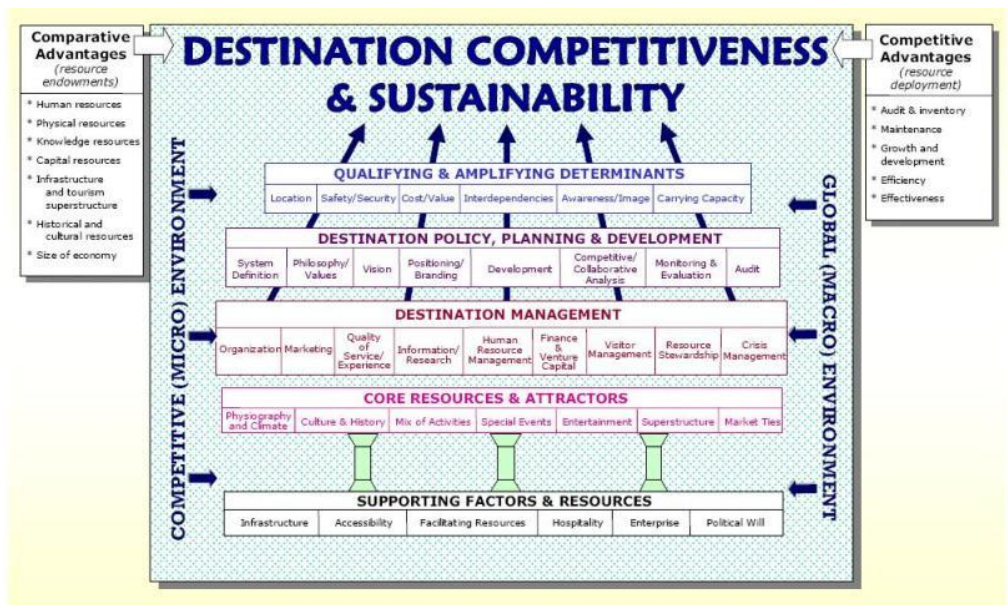 Comparative
Advantages
(resource
endowments)
* Human resources
* Physical resources
* Knowledge resources
* Capital resources
* Infrastructure
and tourism
superstructure
* Historical and
cultural resources
* Size of economy
DESTINATION COMPETITIVENESS
& SUSTAINABILITY
Competitive
Advantages
(resource
deployment)
* Audit & inventory
* Maintenance
* Growth and
development
* Efficiency
* Effectiveness
COMPETITIVE (MICRO) ENVIRONMENT
GLOBAL (MACRO) ENVIRONMENT
QUALIFYING & AMPLIFYING DETERMINANTS
Location Safety/Security Cost/Value Interdependencies Awareness/Image Carrying Capacity
DESTINATION POLICY, PLANNING & DEVELOPMENT
System
Definition
Philosophy/
Values
Vision
Positioning/
Branding
Development
Competitive/
Collaborative
Analysis
Monitoring &
Evaluation
Audit
DESTINATION MANAGEMENT
Organization
Marketing
Quality
of
Service/
Experience
Information/
Research
Human
Resource
Management
Finance
&
Venture
Capital
Visitor
Management
Resource
Stewardship
Crisis
Management
CORE RESOURCES & ATTRACTORS
Physiography
and Climate
Culture & History
Mix of Activities
Special Events
Entertainment
Superstructure
Market Ties
SUPPORTING FACTORS & RESOURCES
Infrastructure Accessibility Facilitating Resources Hospitality Enterprise Political Will